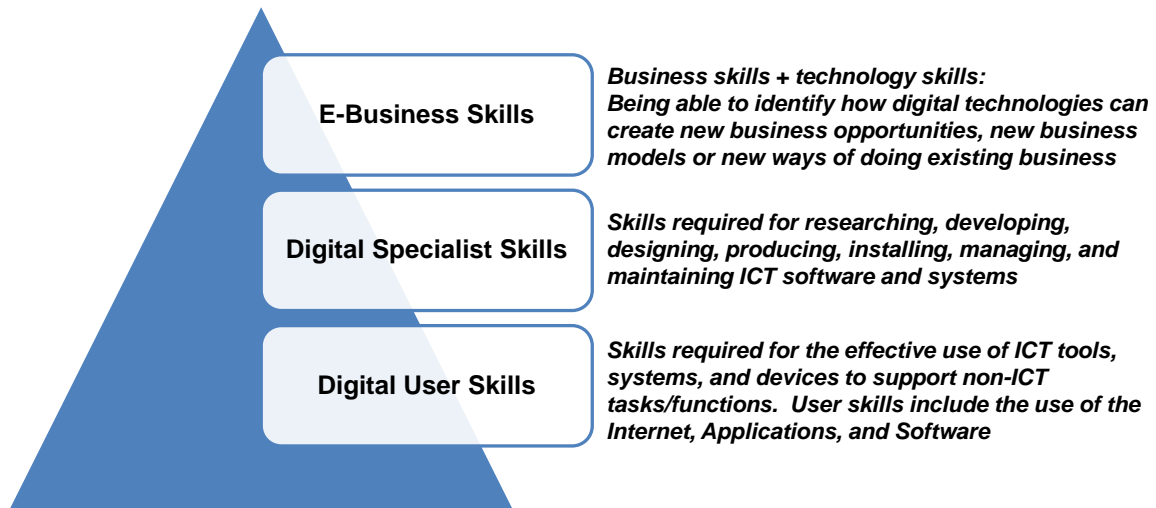 E-Business Skills
Business skills + technology skills:
Being able to identify how digital technologies can
create new business opportunities, new business
models or new ways of doing existing business
Digital Specialist Skills
Skills required for researching, developing,
designing, producing, installing, managing, and
maintaining ICT software and systems
Digital User Skills
Skills required for the effective use of ICT tools,
systems, and devices to support non-ICT
tasks/functions.  User skills include the use of the
Internet, Applications, and Software